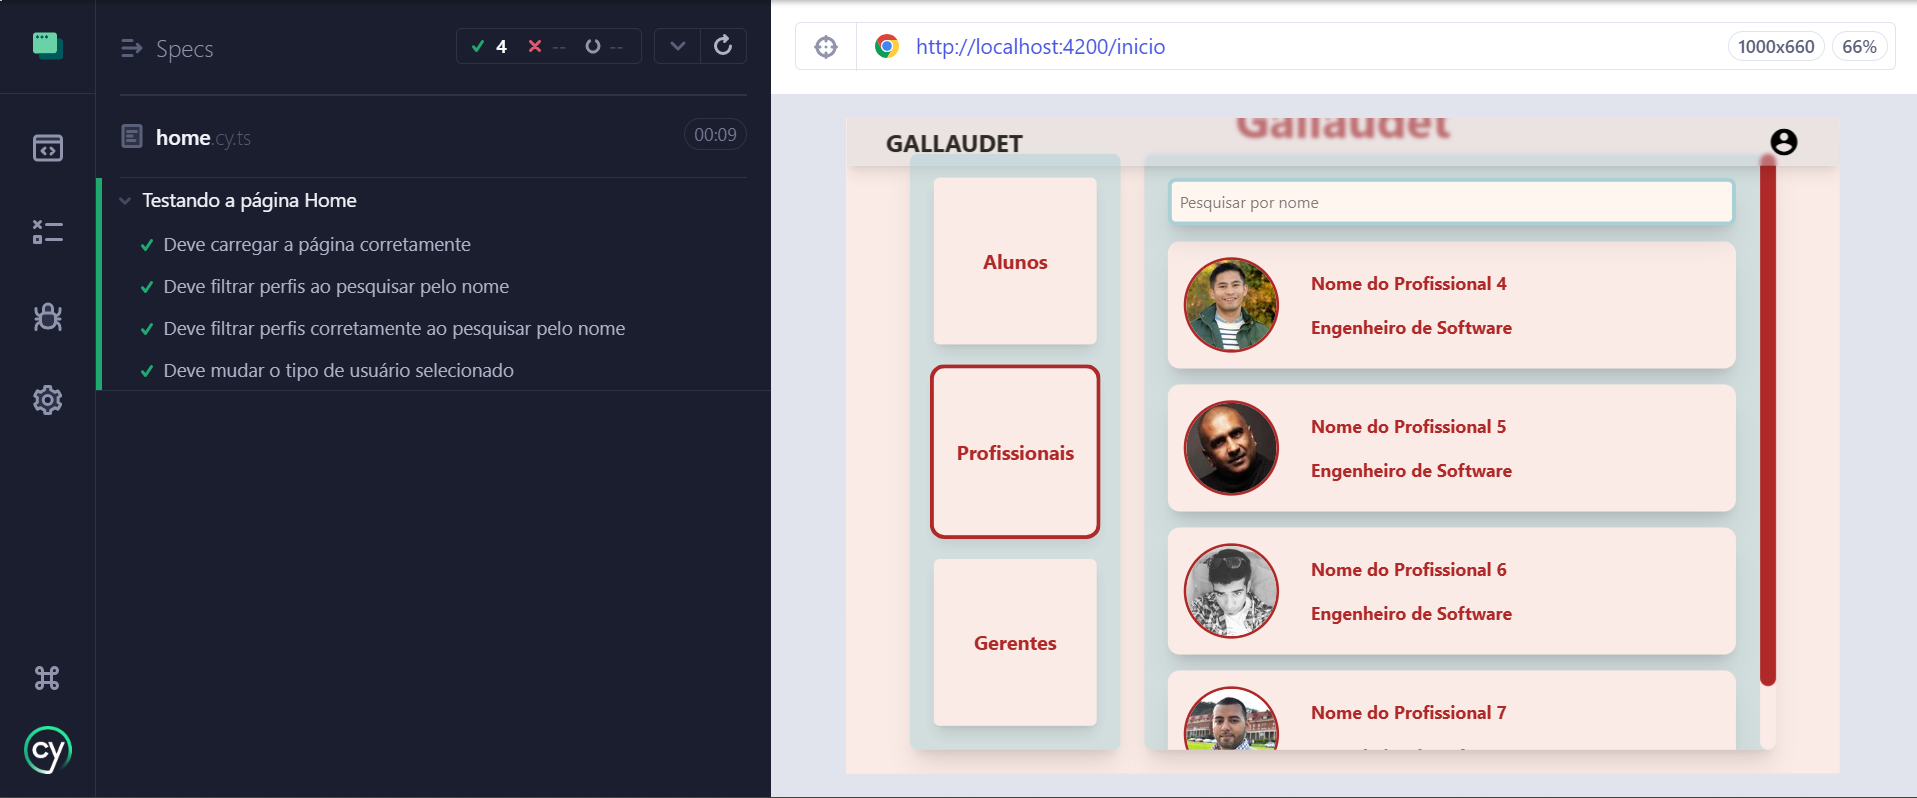 Specs
4 -- --
home.cy.ts
00:09
Testando a página Home
Deve carregar a página corretamente
Deve filtrar perfis ao pesquisar pelo nome
Deve filtrar perfis corretamente ao pesquisar pelo nome
Deve mudar o tipo de usuário selecionado
cy
http://localhost:4200/inicio
1000x660
66%
Gallaudet
GALLAUDET
Alunos
Profissionais
Gerentes
Pesquisar por nome
Nome do Profissional 4
Engenheiro de Software
Nome do Profissional 5
Engenheiro de Software
Nome do Profissional 6
Engenheiro de Software
Nome do Profissional 7